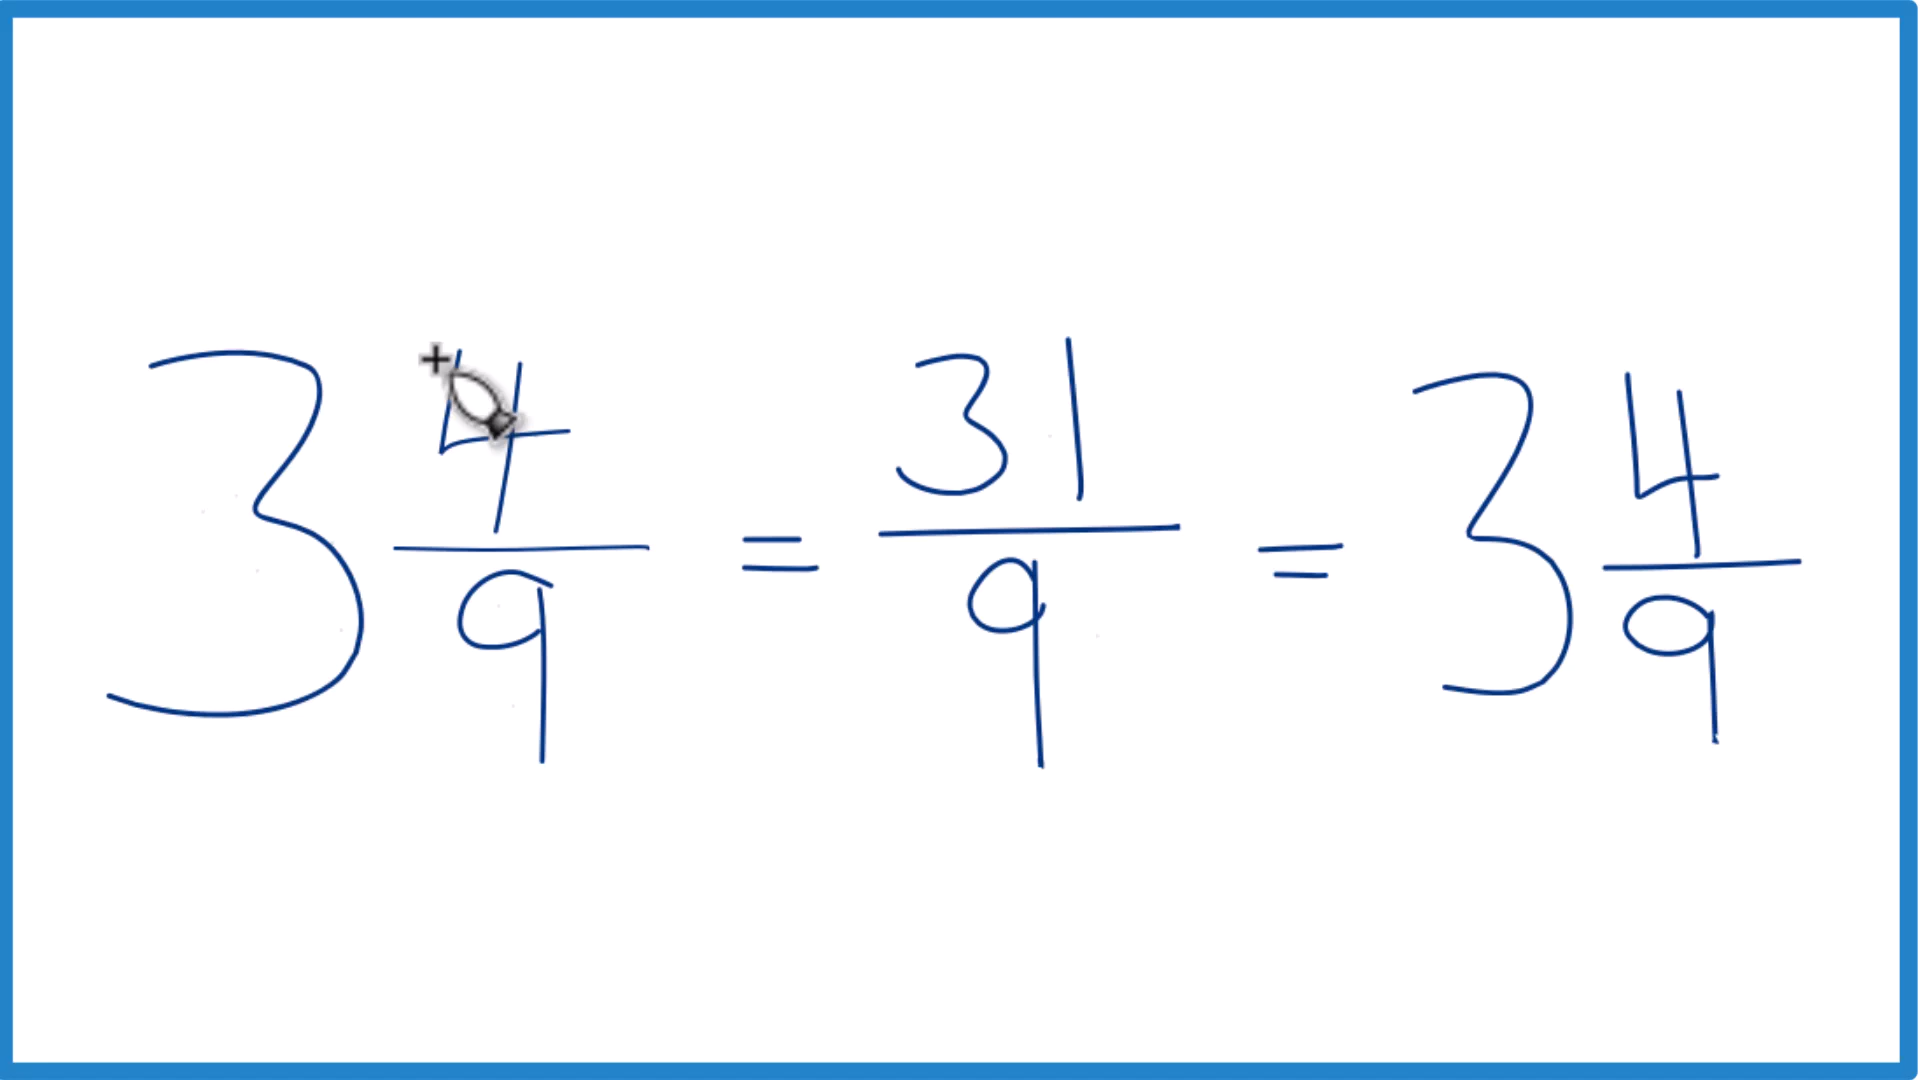 3 4/9 = 31/9 = 3 4/9